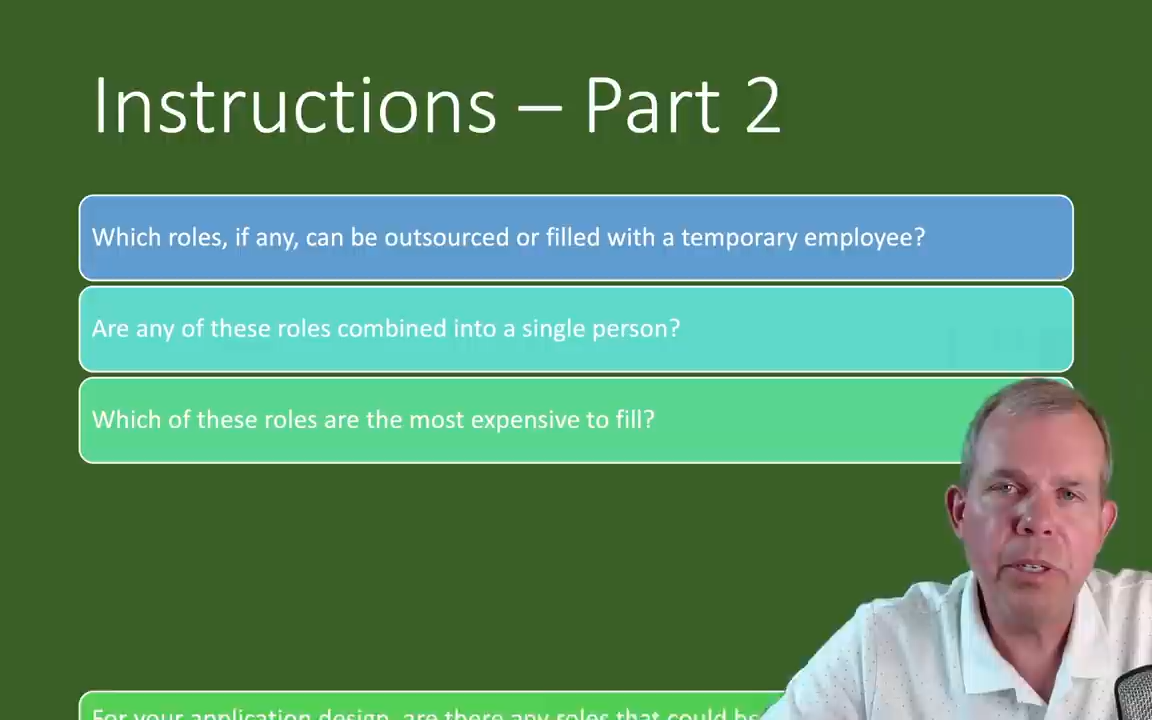 Instructions – Part 2
Which roles, if any, can be outsourced or filled with a temporary employee?
Are any of these roles combined into a single person?
Which of these roles are the most expensive to fill?
For your application design, are there any roles that could be